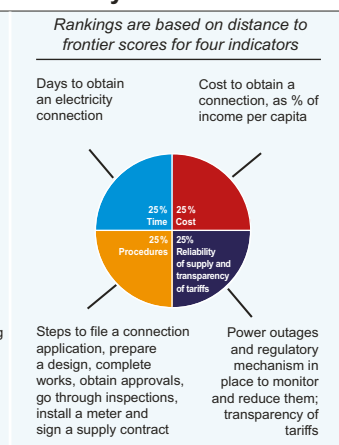 Rankings are based on distance to
frontier scores for four indicators
Days to obtain
an electricity
connection
Cost to obtain a
connection, as % of
income per capita
25%
Time
25%
Cost
25%
Procedures
25%
Reliability
of supply and
transparency
of tariffs
Steps to file a connection
application, prepare
a design, complete
works, obtain approvals,
go through inspections,
install a meter and
sign a supply contract
Power outages
and regulatory
mechanism in
place to monitor
and reduce them;
transparency of
tariffs